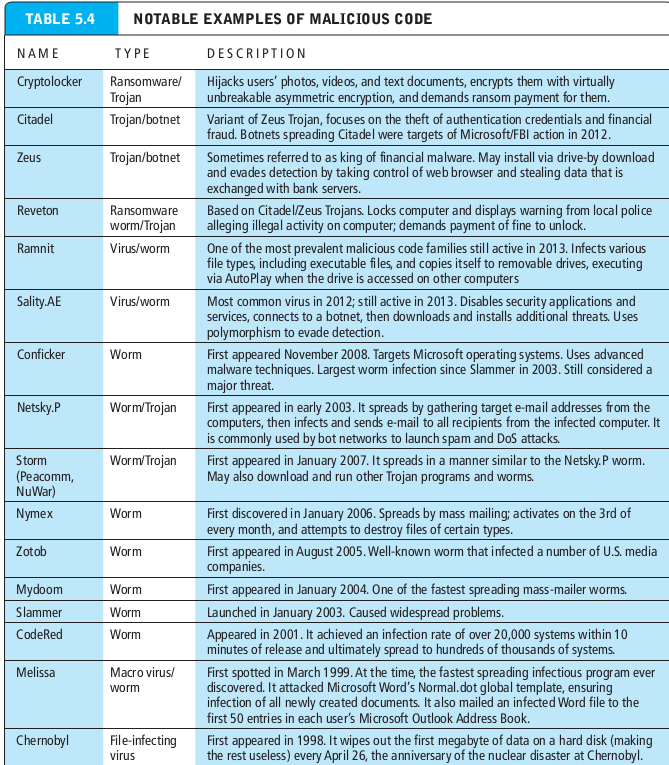 TABLE 5.4 NOTABLE EXAMPLES OF MALICIOUS CODE
NAME TYPE DESCRIPTION
Cryptolocker Ransomware/ Hijacks users' photos, videos, and text documents, encrypts them with virtually
Trojan unbreakable asymmetric encryption, and demands ransom payment for them.
Citadel Trojan/botnet Variant of Zeus Trojan, focuses on the theft of authentication credentials and financial
fraud. Botnets spreading Citadel were targets of Microsoft/FBI action in 2012.
Zeus Trojan/botnet Sometimes referred to as king of financial malware. May install via drive-by download
and evades detection by taking control of web browser and stealing data that is
exchanged with bank servers.
Reveton Ransomware Based on Citadel/Zeus Trojans. Locks computer and displays warning from local police
worm/Trojan alleging illegal activity on computer; demands payment of fine to unlock.
Ramnit Virus/worm One of the most prevalent malicious code families still active in 2013. Infects various
file types, including executable files, and copies itself to removable drives, executing
via AutoPlay when the drive is accessed on other computers
Sality.AE Virus/worm Most common virus in 2012; still active in 2013. Disables security applications and
services, connects to a botnet, then downloads and installs additional threats. Uses
polymorphism to evade detection.
Conficker Worm First appeared November 2008. Targets Microsoft operating systems. Uses advanced
malware techniques. Largest worm infection since Slammer in 2003. Still considered a
major threat.
Netsky.P Worm/Trojan First appeared in early 2003. It spreads by gathering target e-mail addresses from the
computers, then infects and sends e-mail to all recipients from the infected computer. It
is commonly used by bot networks to launch spam and DoS attacks.
Storm Worm/Trojan First appeared in January 2007. It spreads in a manner similar to the Netsky.P worm.
(Peacomm, May also download and run other Trojan programs and worms.
NuWar)
Nymex Worm First discovered in January 2006. Spreads by mass mailing; activates on the 3rd of
every month, and attempts to destroy files of certain types.
Zotob Worm First appeared in August 2005. Well-known worm that infected a number of U.S. media
companies.
Mydoom Worm First appeared in January 2004. One of the fastest spreading mass-mailer worms.
Slammer Worm Launched in January 2003. Caused widespread problems.
CodeRed Worm Appeared in 2001. It achieved an infection rate of over 20,000 systems within 10
minutes of release and ultimately spread to hundreds of thousands of systems.
Melissa Macro virus/ First spotted in March 1999. At the time, the fastest spreading infectious program ever
worm discovered. It attacked Microsoft Word's Normal.dot global template, ensuring
infection of all newly created documents. It also mailed an infected Word file to the
first 50 entries in each user's Microsoft Outlook Address Book.
Chernobyl File-infecting First appeared in 1998. It wipes out the first megabyte of data on a hard disk (making
virus the rest useless) every April 26, the anniversary of the nuclear disaster at Chernobyl.